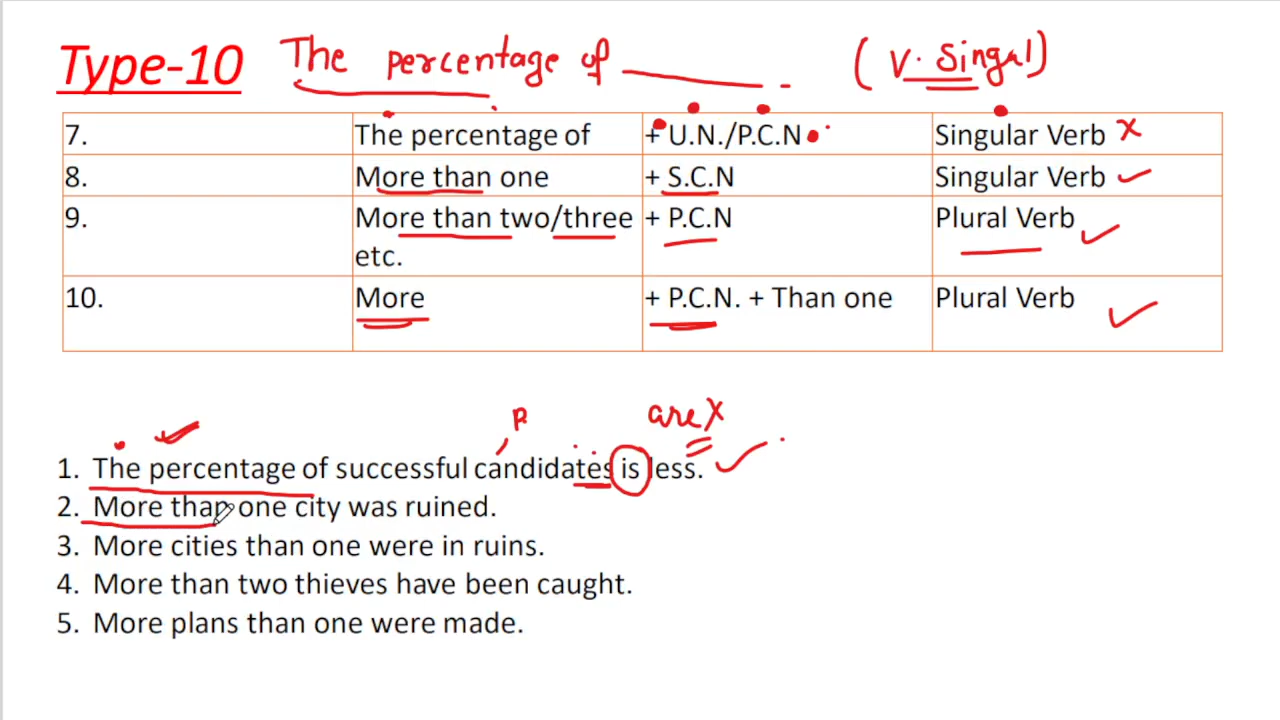 Type-10 The percentage of ______. (V. Singal)
7. The percentage of + U.N./P.C.N Singular Verb x
8. More than one + S.C.N Singular Verb
9. More than two/three etc. + P.C.N Plural Verb
10. More + P.C.N. + Than one Plural Verb
P are x
1. The percentage of successful candidates is less.
2. More than one city was ruined.
3. More cities than one were in ruins.
4. More than two thieves have been caught.
5. More plans than one were made.